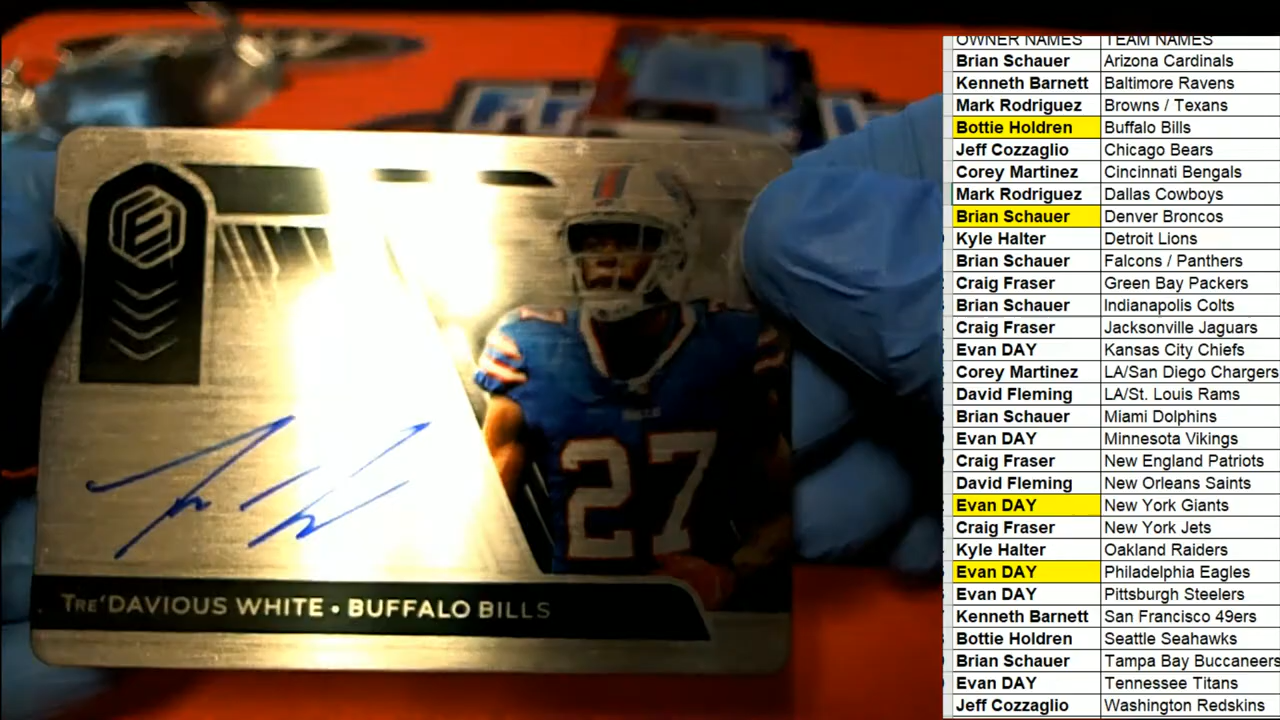 TRE'DAVIOUS WHITE • BUFFALO BILLS
27
OWNER NAMES TEAM NAMES
Brian Schauer Arizona Cardinals
Kenneth Barnett Baltimore Ravens
Mark Rodriguez Browns / Texans
Bottie Holdren Buffalo Bills
Jeff Cozzaglio Chicago Bears
Corey Martinez Cincinnati Bengals
Mark Rodriguez Dallas Cowboys
Brian Schauer Denver Broncos
Kyle Halter Detroit Lions
Brian Schauer Falcons / Panthers
Craig Fraser Green Bay Packers
Brian Schauer Indianapolis Colts
Craig Fraser Jacksonville Jaguars
Evan DAY Kansas City Chiefs
Corey Martinez LA/San Diego Chargers
David Fleming LA/St. Louis Rams
Brian Schauer Miami Dolphins
Evan DAY Minnesota Vikings
Craig Fraser New England Patriots
David Fleming New Orleans Saints
Evan DAY New York Giants
Craig Fraser New York Jets
Kyle Halter Oakland Raiders
Evan DAY Philadelphia Eagles
Evan DAY Pittsburgh Steelers
Kenneth Barnett San Francisco 49ers
Bottie Holdren Seattle Seahawks
Brian Schauer Tampa Bay Buccaneers
Evan DAY Tennessee Titans
Jeff Cozzaglio Washington Redskins